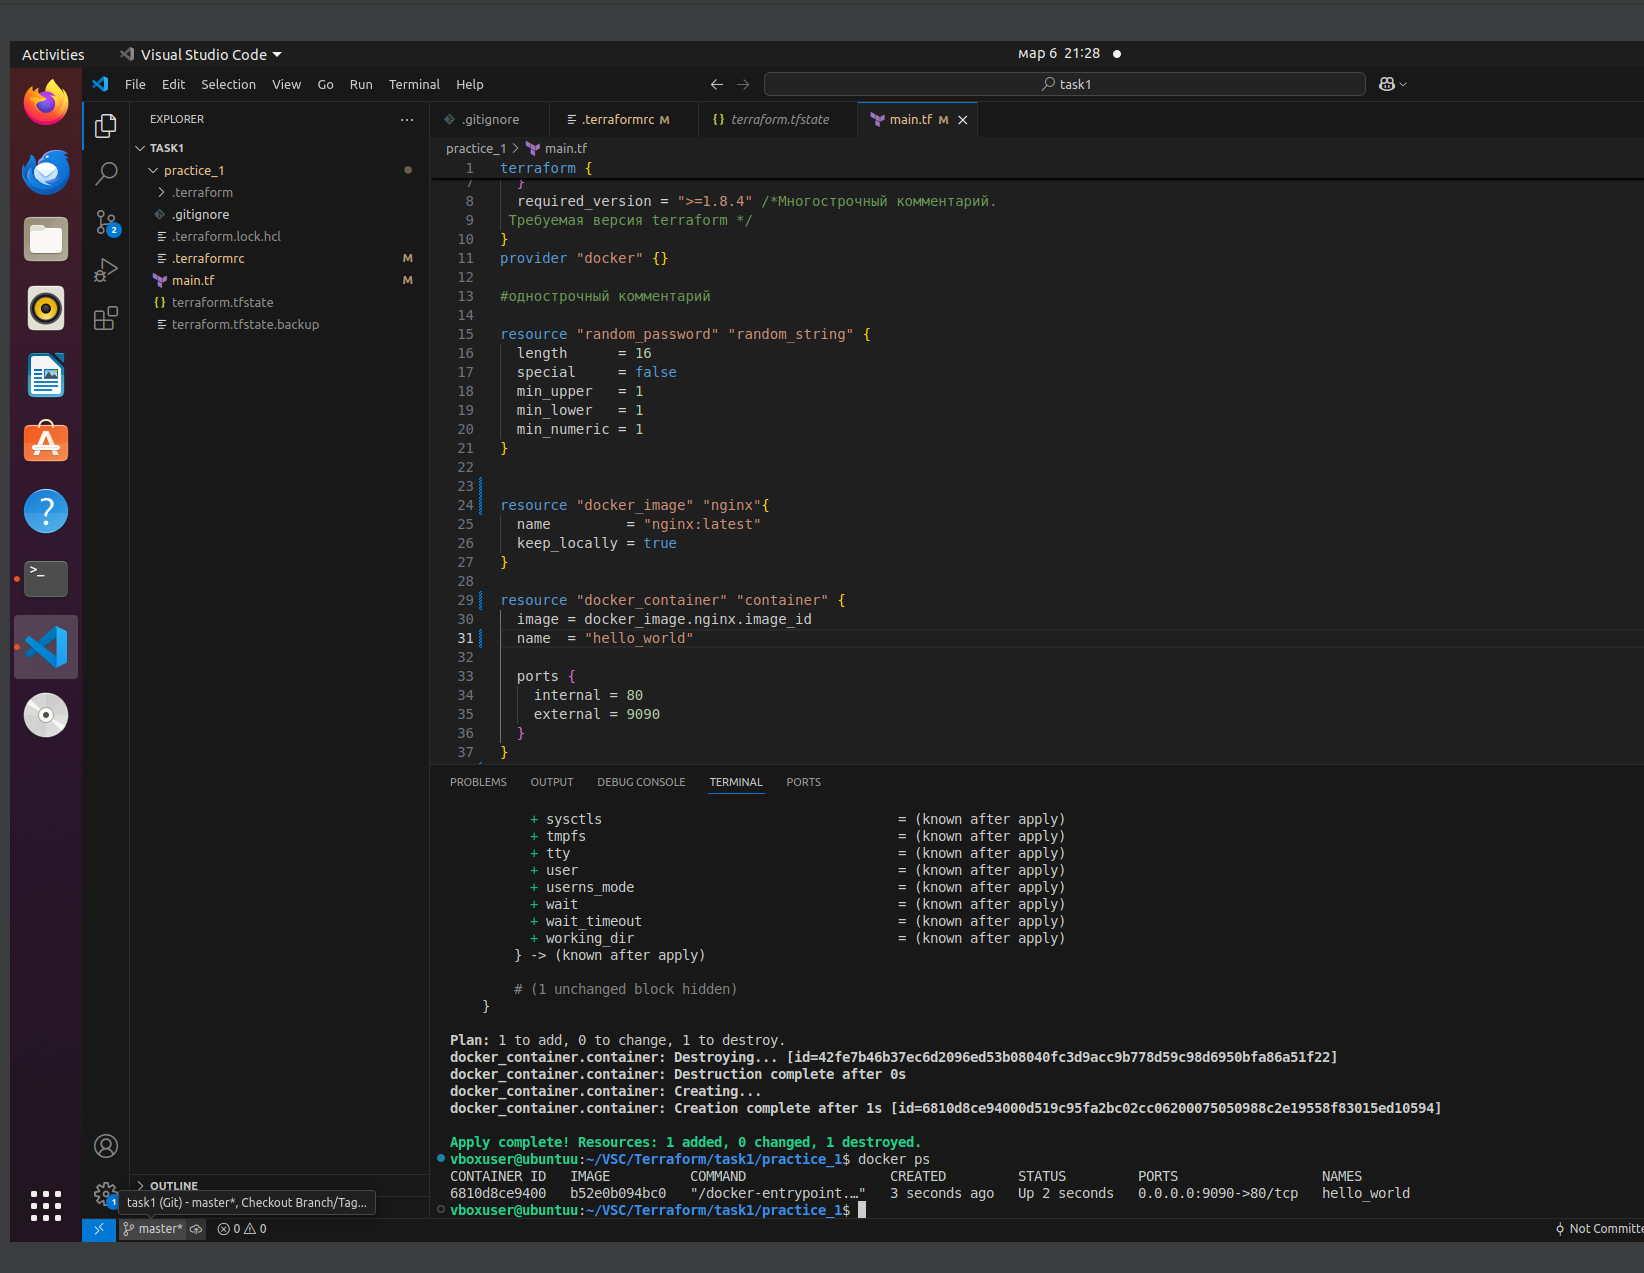 Activities
Visual Studio Code
мар 6 21:28
File Edit Selection View Go Run Terminal Help
task1
EXPLORER
TASK1
practice_1
.terraform
.gitignore
.terraform.lock.hcl
.terraformrc M
main.tf M
terraform.tfstate
terraform.tfstate.backup
2
OUTLINE
1
task1 (Git) - master*, Checkout Branch/Tag...
.gitignore
.terraformrc M
terraform.tfstate
main.tf M
practice_1 > main.tf
1 terraform {
7 }
8 required_version = ">=1.8.4" /*Многострочный комментарий.
9 Требуемая версия terraform */
10 }
11 provider "docker" {}
12
13 #однострочный комментарий
14
15 resource "random_password" "random_string" {
16 length = 16
17 special = false
18 min_upper = 1
19 min_lower = 1
20 min_numeric = 1
21 }
22
23
24 resource "docker_image" "nginx"{
25 name = "nginx:latest"
26 keep_locally = true
27 }
28
29 resource "docker_container" "container" {
30 image = docker_image.nginx.image_id
31 name = "hello_world"
32
33 ports {
34 internal = 80
35 external = 9090
36 }
37 }
PROBLEMS OUTPUT DEBUG CONSOLE TERMINAL PORTS
+ sysctls = (known after apply)
+ tmpfs = (known after apply)
+ tty = (known after apply)
+ user = (known after apply)
+ userns_mode = (known after apply)
+ wait = (known after apply)
+ wait_timeout = (known after apply)
+ working_dir = (known after apply)
} -> (known after apply)
# (1 unchanged block hidden)
}
Plan: 1 to add, 0 to change, 1 to destroy.
docker_container.container: Destroying... [id=42fe7b46b37ec6d2096ed53b08040fc3d9acc9b778d59c98d6950bfa86a51f22]
docker_container.container: Destruction complete after 0s
docker_container.container: Creating...
docker_container.container: Creation complete after 1s [id=6810d8ce94000d519c95fa2bc02cc06200075050988c2e19558f83015ed10594]
Apply complete! Resources: 1 added, 0 changed, 1 destroyed.
vboxuser@ubuntuu:~/VSC/Terraform/task1/practice_1$ docker ps
CONTAINER ID IMAGE COMMAND CREATED STATUS PORTS NAMES
6810d8ce9400 b52e0b094bc0 "/docker-entrypoint.…" 3 seconds ago Up 2 seconds 0.0.0.0:9090->80/tcp hello_world
vboxuser@ubuntuu:~/VSC/Terraform/task1/practice_1$
master* 0 0
Not Committe